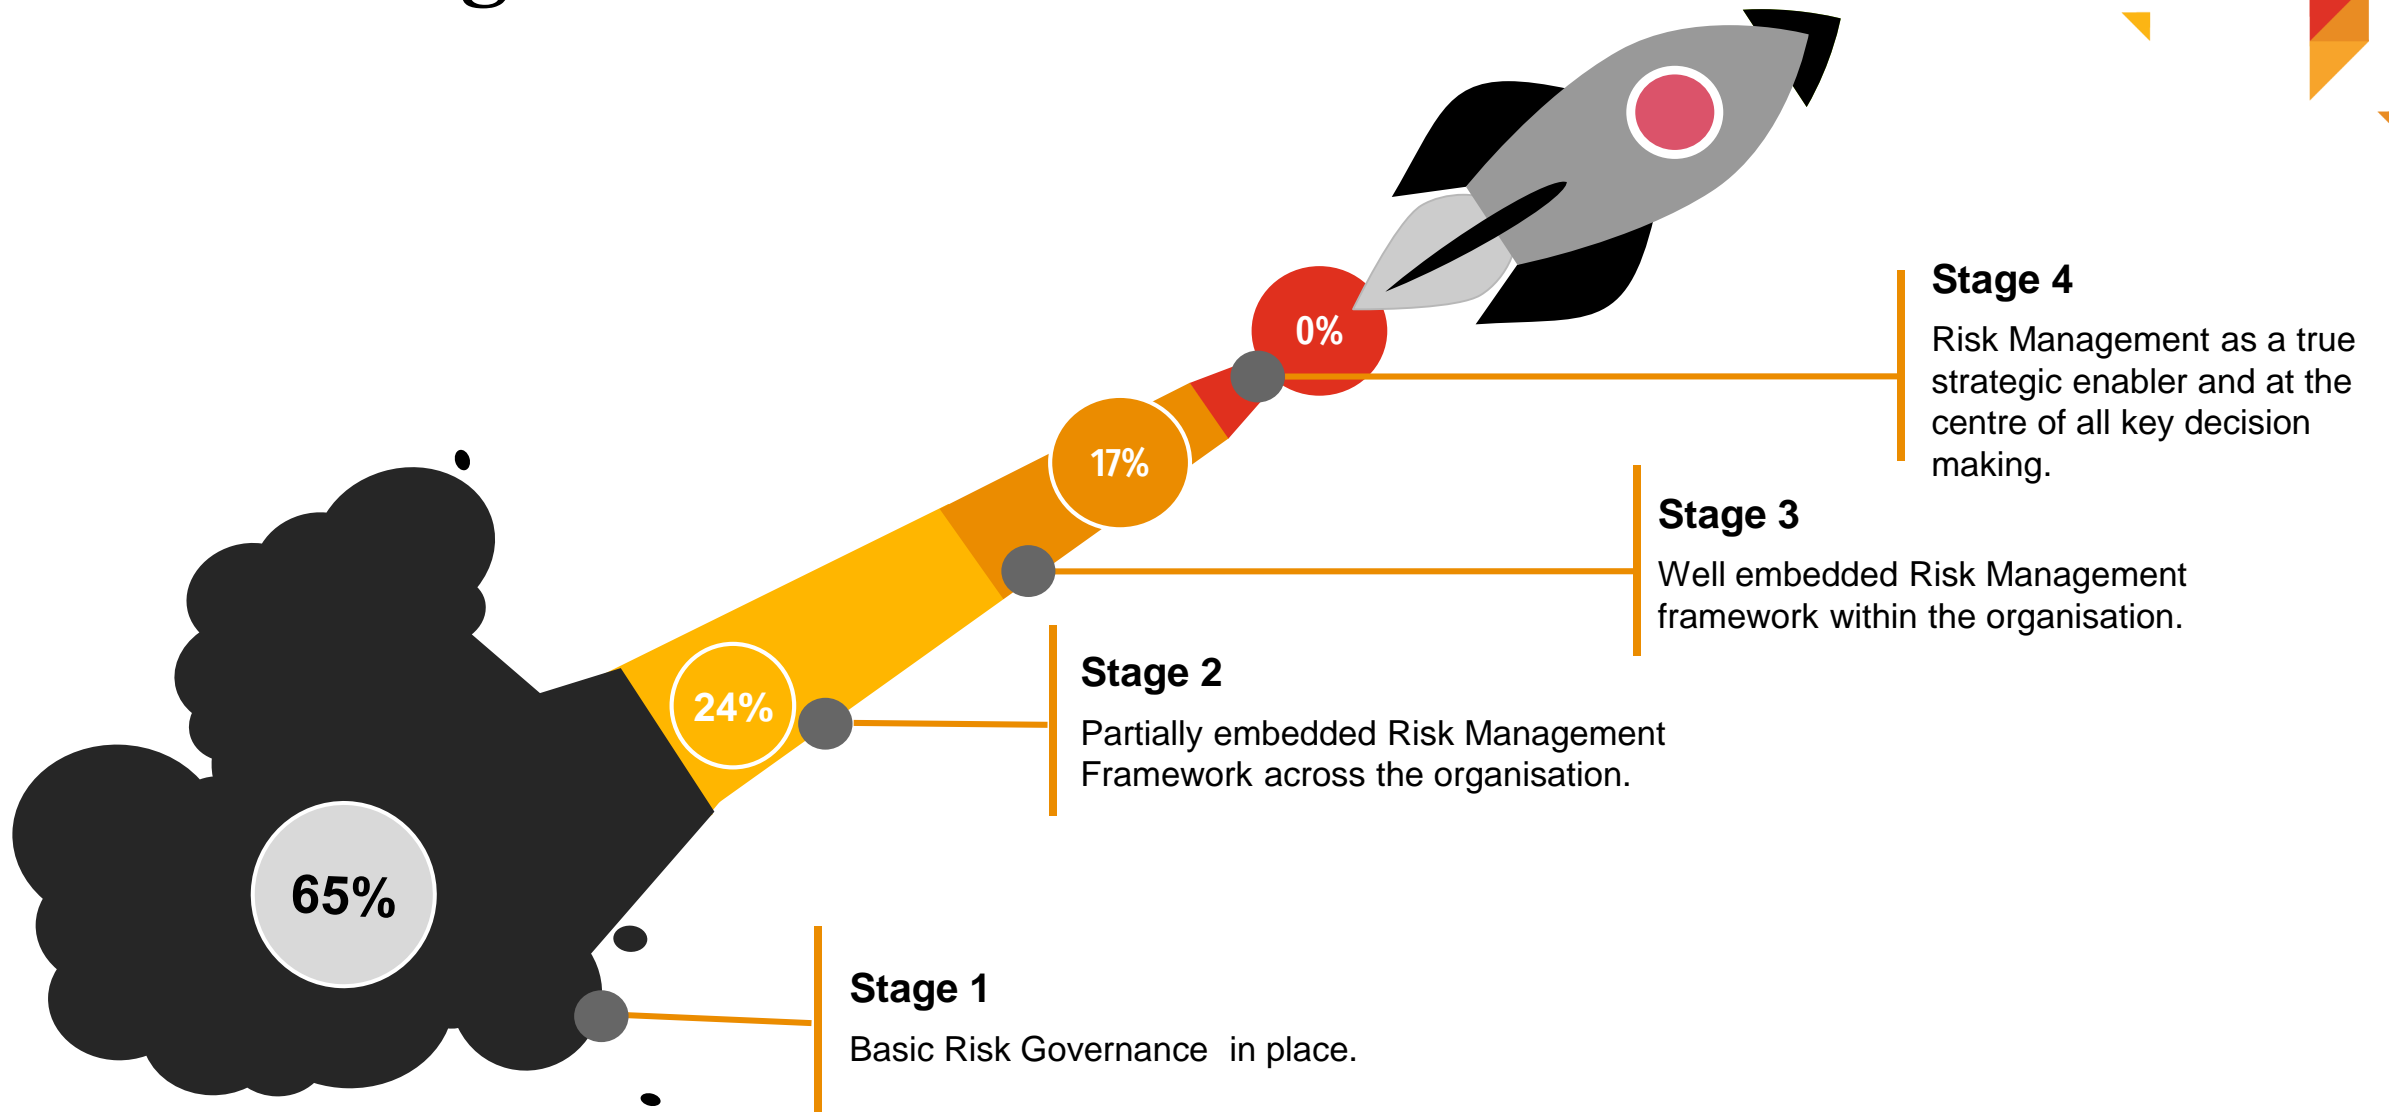 0%
Stage 4
Risk Management as a true
strategic enabler and at the
centre of all key decision
making.
17%
Stage 3
Well embedded Risk Management
framework within the organisation.
24%
Stage 2
Partially embedded Risk Management
Framework across the organisation.
65%
Stage 1
Basic Risk Governance  in place.